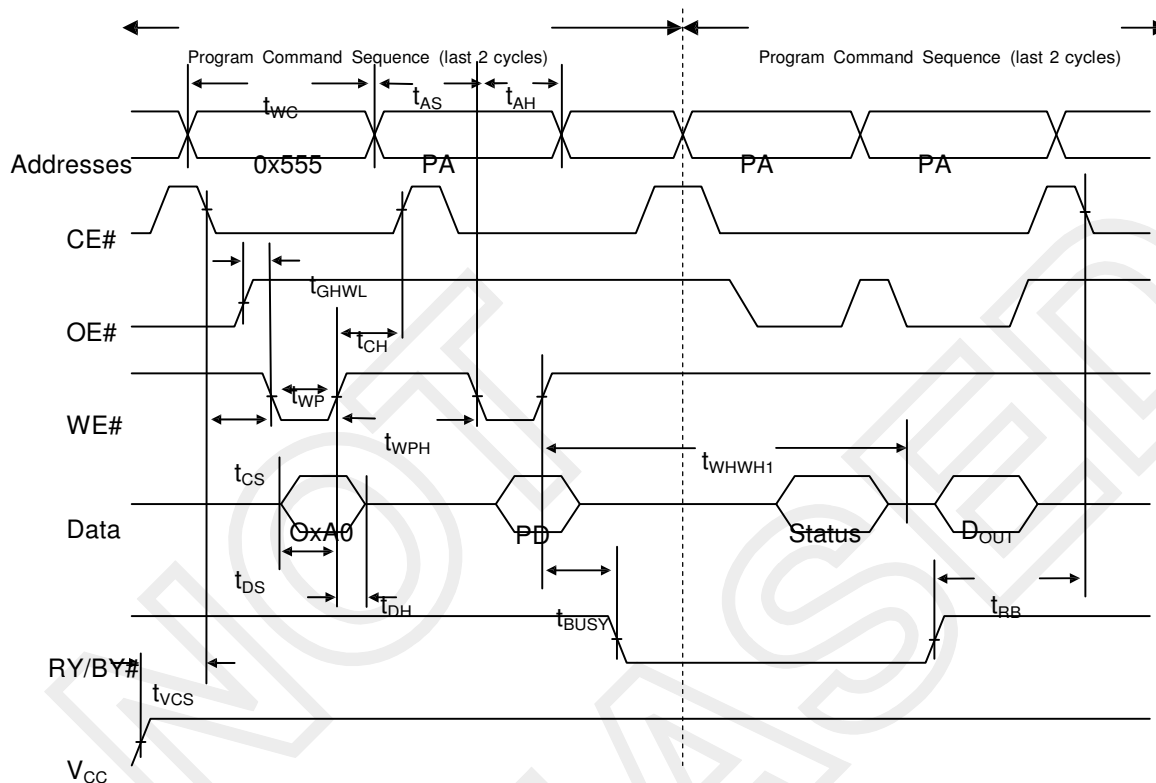 Program Command Sequence (last 2 cycles) Program Command Sequence (last 2 cycles)
tWC tAS tAH
Addresses 0x555 PA PA PA
CE#
tGHWL
OE#
tCH
tWP
WE#
tWPH tWHWH1
tCS
Data OxA0 PD Status DOUT
tDS tDH tBUSY tRB
RY/BY#
tVCS
VCC
NOT
ASED